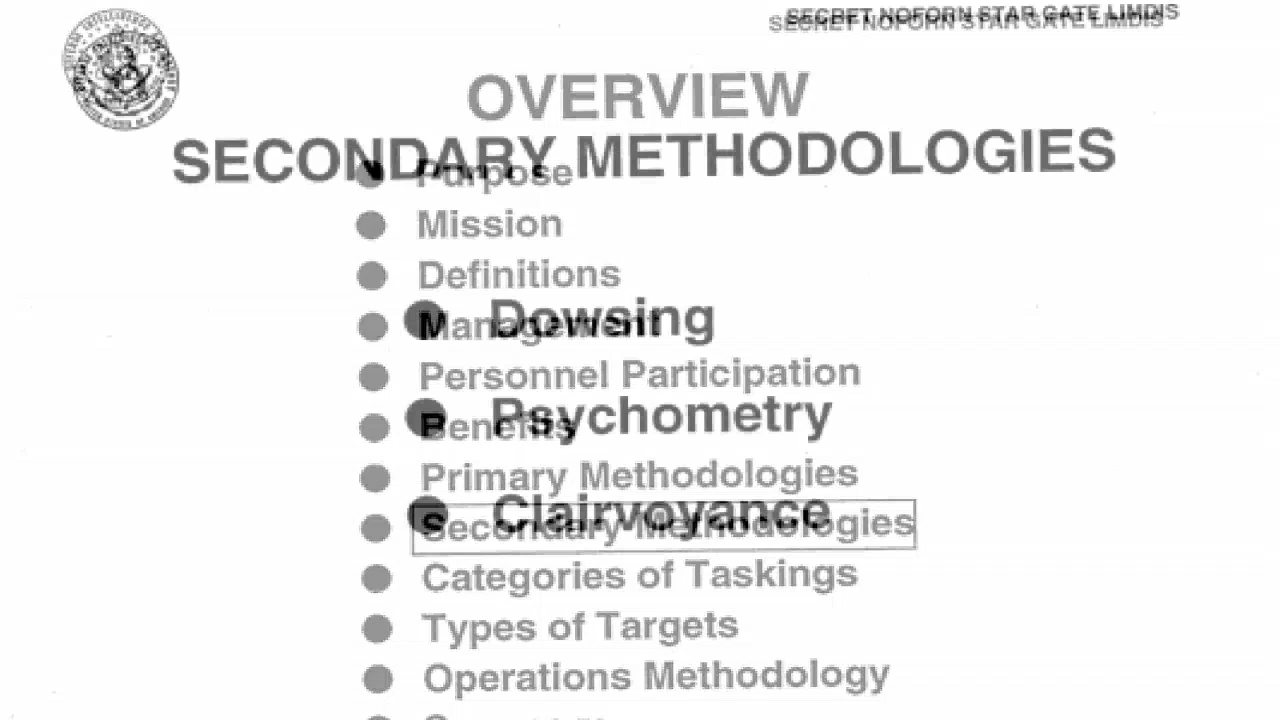 SECRET NOFORN STAR GATE LIMDIS
SECRET NOFORN STAR GATE LIMDIS
OVERVIEW
SECONDARY METHODOLOGIES
Purpose
Mission
Definitions
Dowsing
Management
Personnel Participation
Psychometry
Benefits
Primary Methodologies
Clairvoyance
Secondary Methodologies
Categories of Taskings
Types of Targets
Operations Methodology